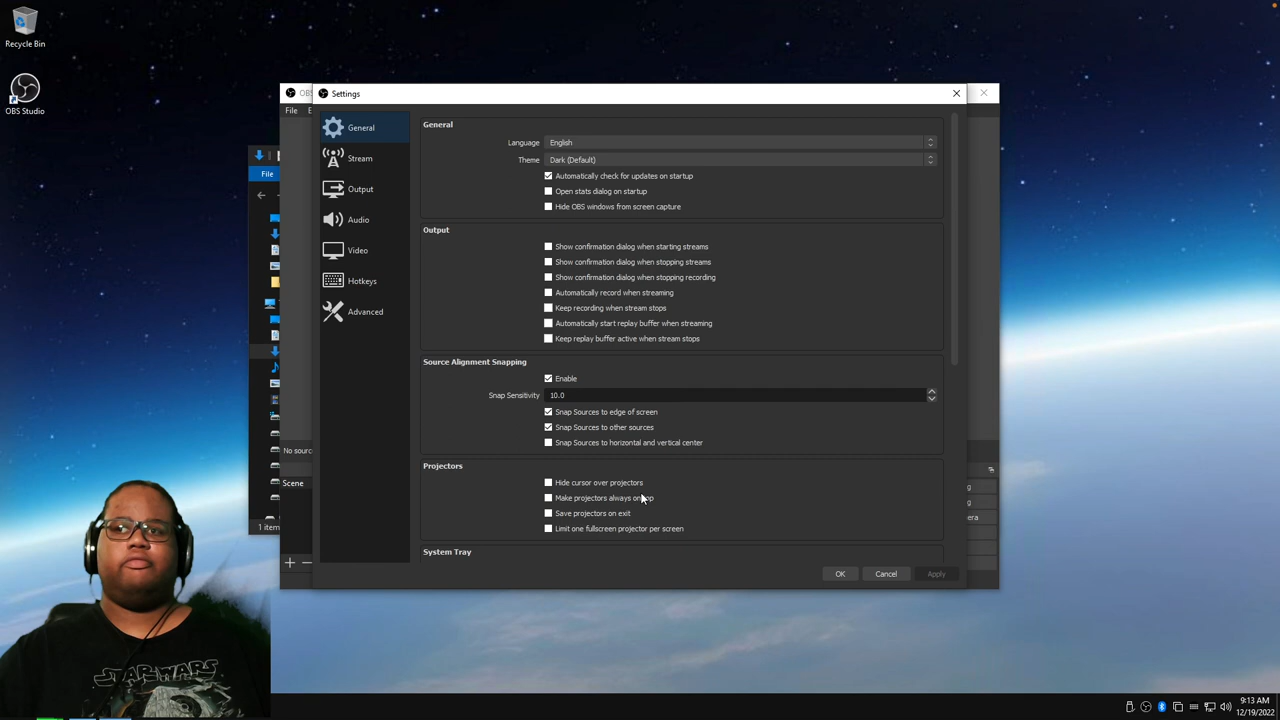 Recycle Bin
OBS Studio
OBS
File
Settings
File
General
Stream
Output
Audio
Video
Hotkeys
Advanced
General
Language English
Theme Dark (Default)
Automatically check for updates on startup
Open stats dialog on startup
Hide OBS windows from screen capture
Output
Show confirmation dialog when starting streams
Show confirmation dialog when stopping streams
Show confirmation dialog when stopping recording
Automatically record when streaming
Keep recording when stream stops
Automatically start replay buffer when streaming
Keep replay buffer active when stream stops
Source Alignment Snapping
Enable
Snap Sensitivity 10.0
Snap Sources to edge of screen
Snap Sources to other sources
Snap Sources to horizontal and vertical center
Projectors
Hide cursor over projectors
Make projectors always on top
Save projectors on exit
Limit one fullscreen projector per screen
System Tray
OK Cancel Apply
No sourc
Scene
1 item
STAR WARS
9:13 AM
12/19/2022